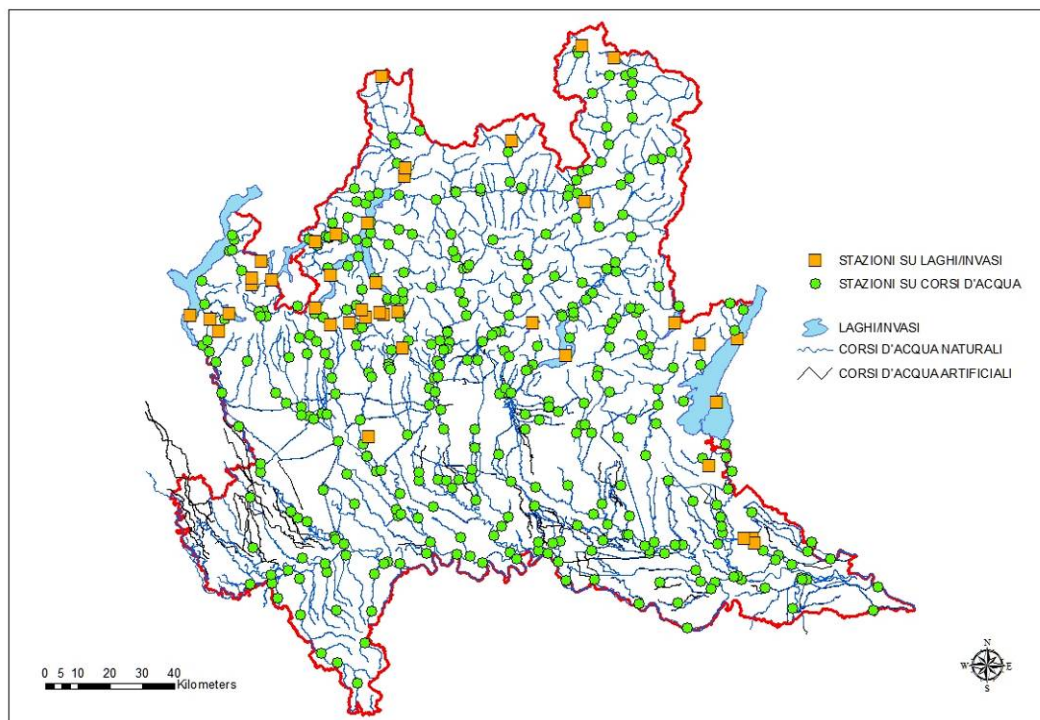 STAZIONI SU LAGHI/INVASI
STAZIONI SU CORSI D'ACQUA
LAGHI/INVASI
CORSI D'ACQUA NATURALI
CORSI D'ACQUA ARTIFICIALI
N
W E
S
0 5 10 20 30 40
Kilometers